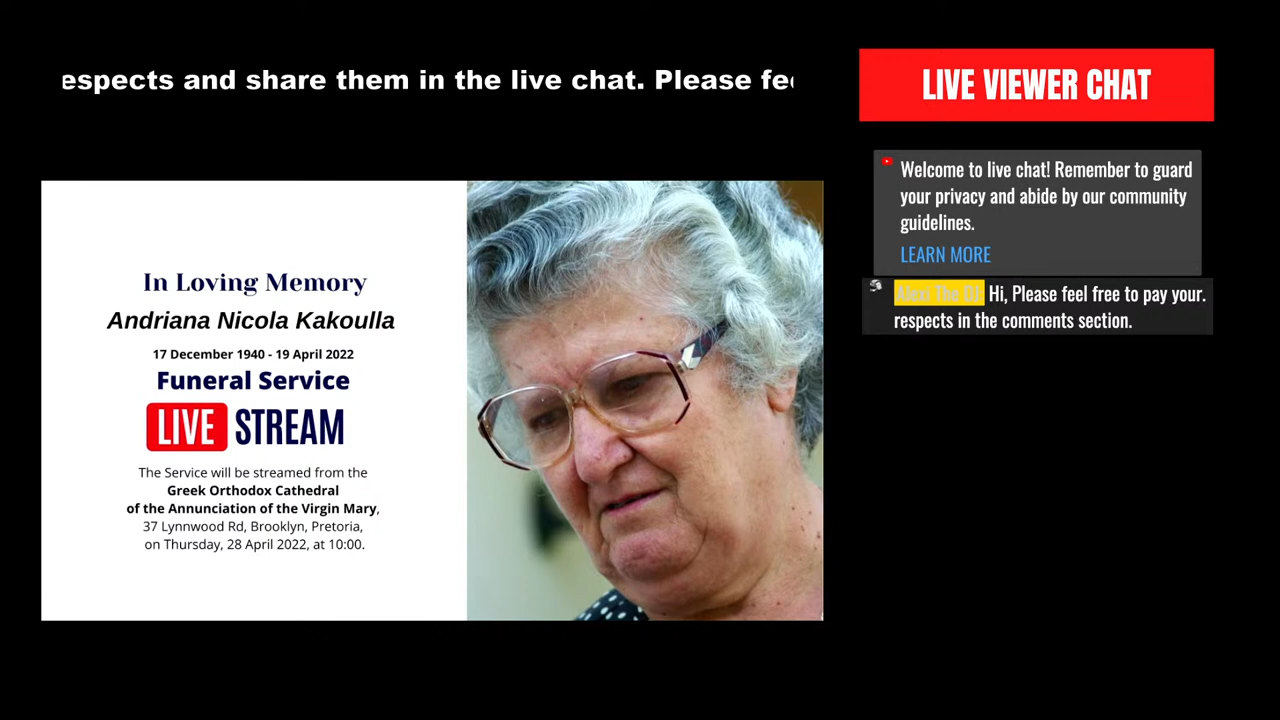 espects and share them in the live chat. Please fee
LIVE VIEWER CHAT
Welcome to live chat! Remember to guard
your privacy and abide by our community
guidelines.
LEARN MORE
Alexi The DJ Hi, Please feel free to pay your.
respects in the comments section.
In Loving Memory
Andriana Nicola Kakoulla
17 December 1940 - 19 April 2022
Funeral Service
LIVE STREAM
The Service will be streamed from the
Greek Orthodox Cathedral
of the Annunciation of the Virgin Mary,
37 Lynnwood Rd, Brooklyn, Pretoria,
on Thursday, 28 April 2022, at 10:00.